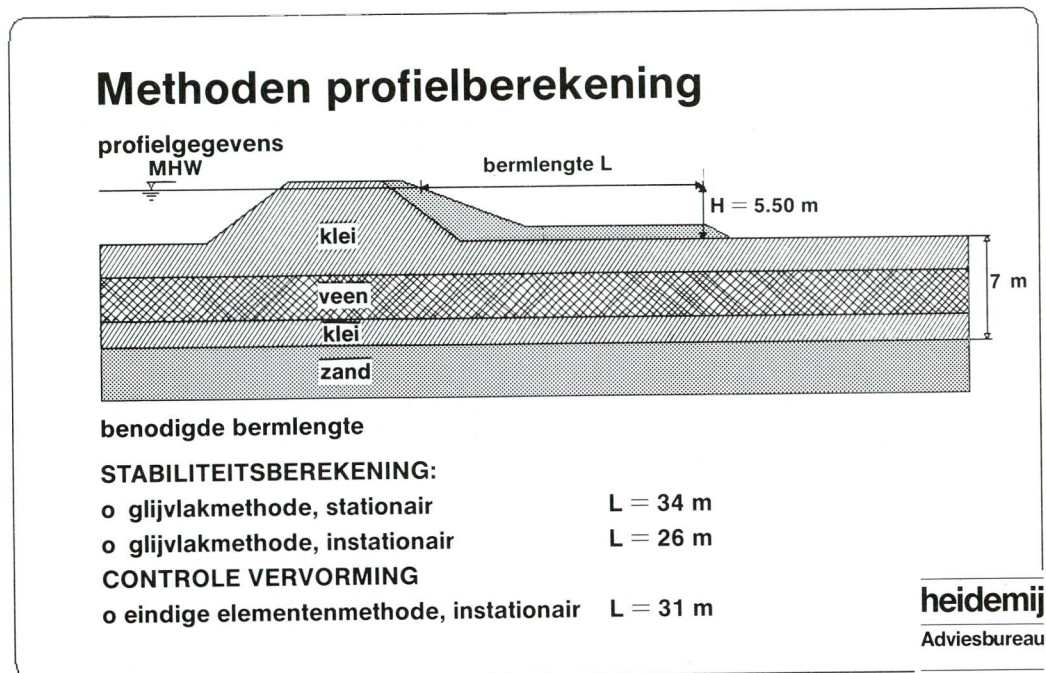 Methoden profielberekening
profielgegevens
MHW
bermlengte L
H = 5.50 m
klei
veen
klei
zand
7 m
benodigde bermlengte
STABILITEITSBEREKENING:
o glijvlakmethode, stationair L = 34 m
o glijvlakmethode, instationair L = 26 m
CONTROLE VERVORMING
o eindige elementenmethode, instationair L = 31 m
heidemij
Adviesbureau